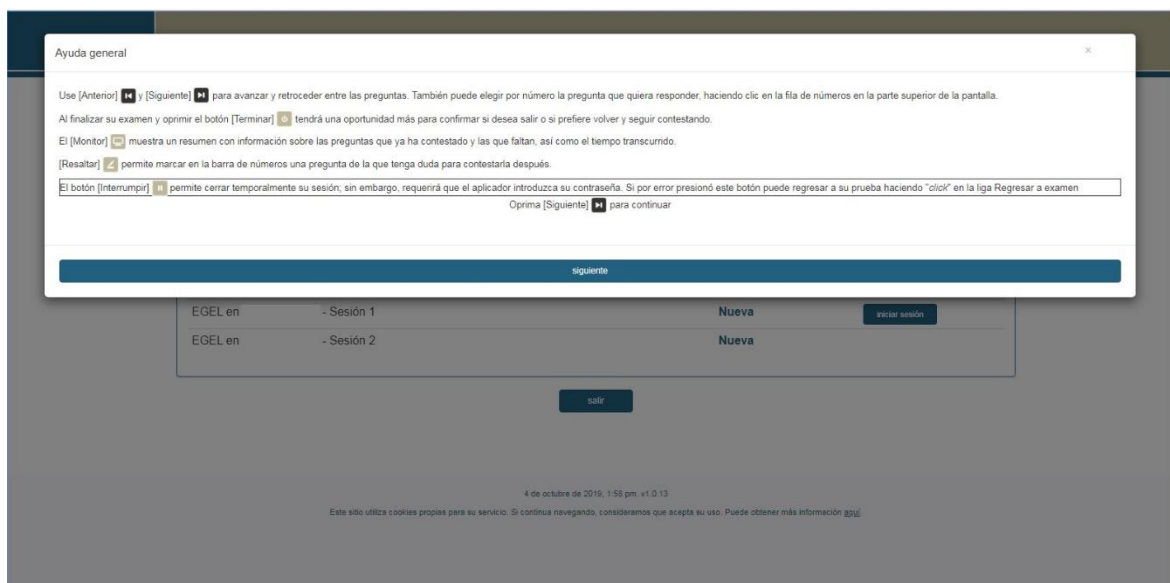 Ayuda general
×
Use [Anterior] y [Siguiente] para avanzar y retroceder entre las preguntas. También puede elegir por número la pregunta que quiera responder, haciendo clic en la fila de números en la parte superior de la pantalla.
Al finalizar su examen y oprimir el botón [Terminar] tendrá una oportunidad más para confirmar si desea salir o si prefiere volver y seguir contestando.
El [Monitor] muestra un resumen con información sobre las preguntas que ya ha contestado y las que faltan, así como el tiempo transcurrido.
[Resaltar] permite marcar en la barra de números una pregunta de la que tenga duda para contestarla después.
El botón [Interrumpir] permite cerrar temporalmente su sesión; sin embargo, requerirá que el aplicador introduzca su contraseña. Si por error presionó este botón puede regresar a su prueba haciendo "click" en la liga Regresar a examen
Oprima [Siguiente] para continuar
siguiente
EGEL en - Sesión 1 Nueva iniciar sesión
EGEL en - Sesión 2 Nueva
salir
4 de octubre de 2019, 1:58 pm. v1.0.13
Este sitio utiliza cookies propias para su servicio. Si continua navegando, consideramos que acepta su uso. Puede obtener más información aquí.